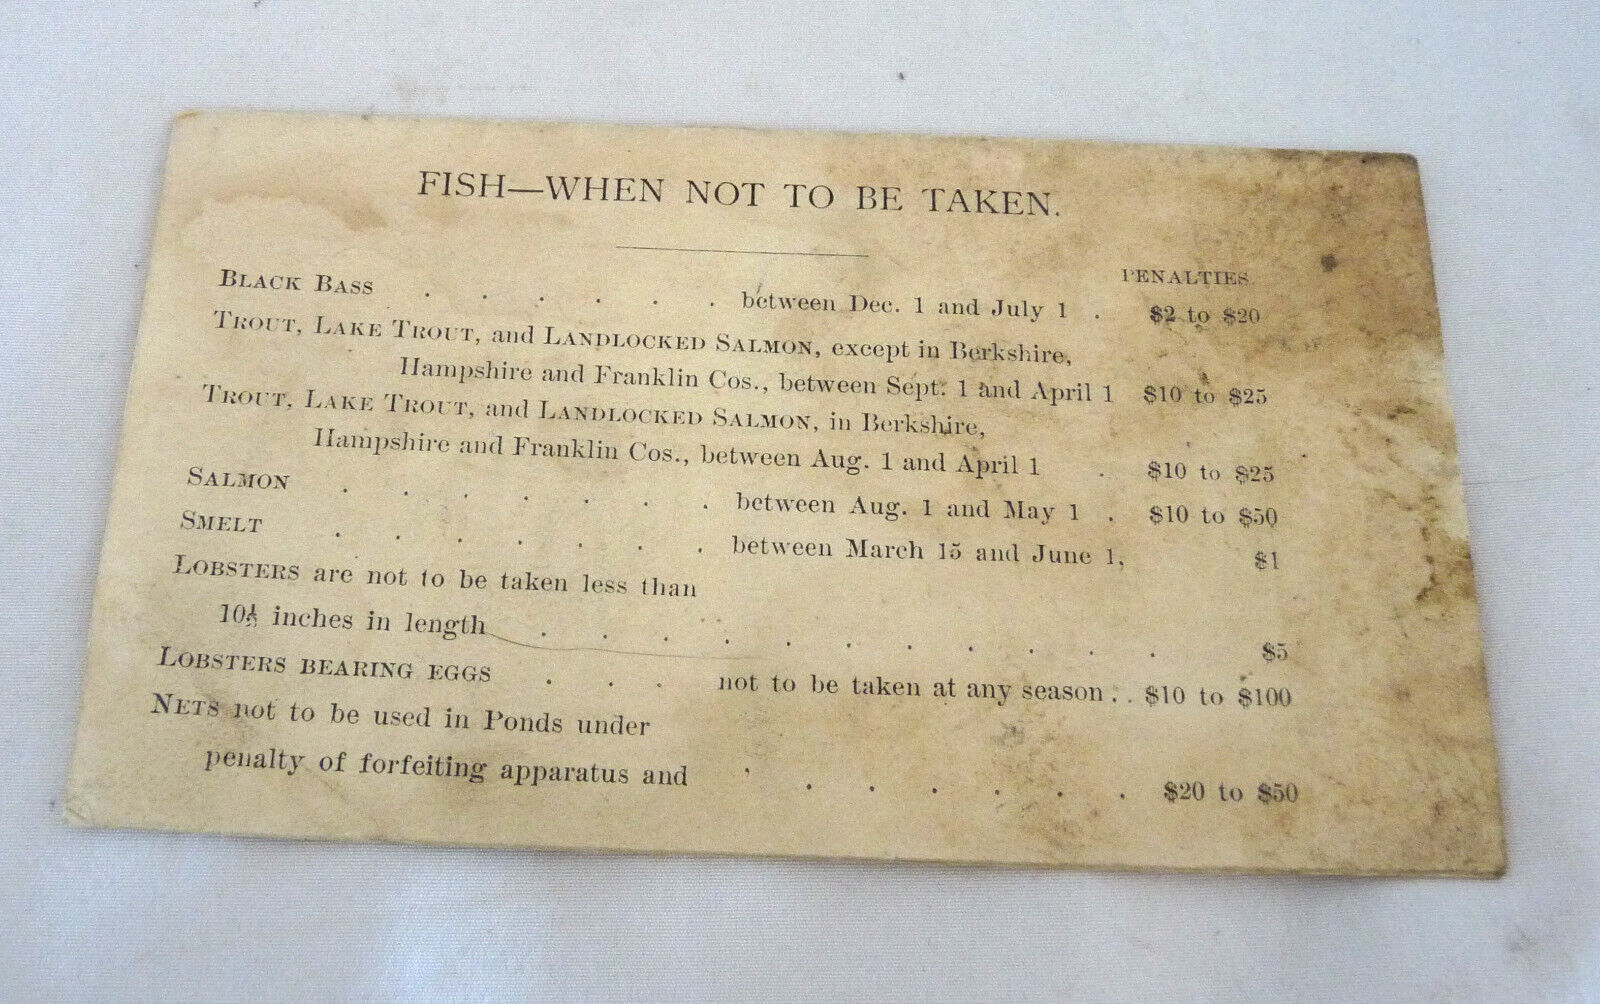 FISH—WHEN NOT TO BE TAKEN.
PENALTIES.
BLACK BASS . . . . . . between Dec. 1 and July 1 . $2 to $20
TROUT, LAKE TROUT, and LANDLOCKED SALMON, except in Berkshire,
Hampshire and Franklin Cos., between Sept. 1 and April 1 $10 to $25
TROUT, LAKE TROUT, and LANDLOCKED SALMON, in Berkshire,
Hampshire and Franklin Cos., between Aug. 1 and April 1 . $10 to $25
SALMON . . . . . . . between Aug. 1 and May 1 . $10 to $50
SMELT . . . . . . . between March 15 and June 1, $1
LOBSTERS are not to be taken less than
10½ inches in length . . . . . . . . . . . $5
LOBSTERS BEARING EGGS . . . not to be taken at any season . . $10 to $100
NETS not to be used in Ponds under
penalty of forfeiting apparatus and . . . . . . . $20 to $50